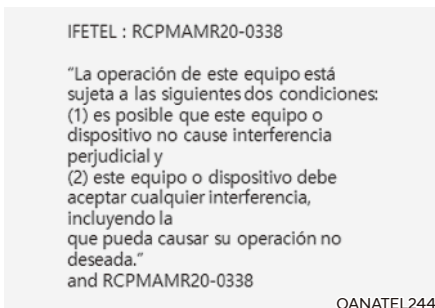 IFETEL : RCPMAMR20-0338
“La operación de este equipo está
sujeta a las siguientes dos condiciones:
(1) es posible que este equipo o
dispositivo no cause interferencia
perjudicial y
(2) este equipo o dispositivo debe
aceptar cualquier interferencia,
incluyendo la
que pueda causar su operación no
deseada.”
and RCPMAMR20-0338
OANATEL244